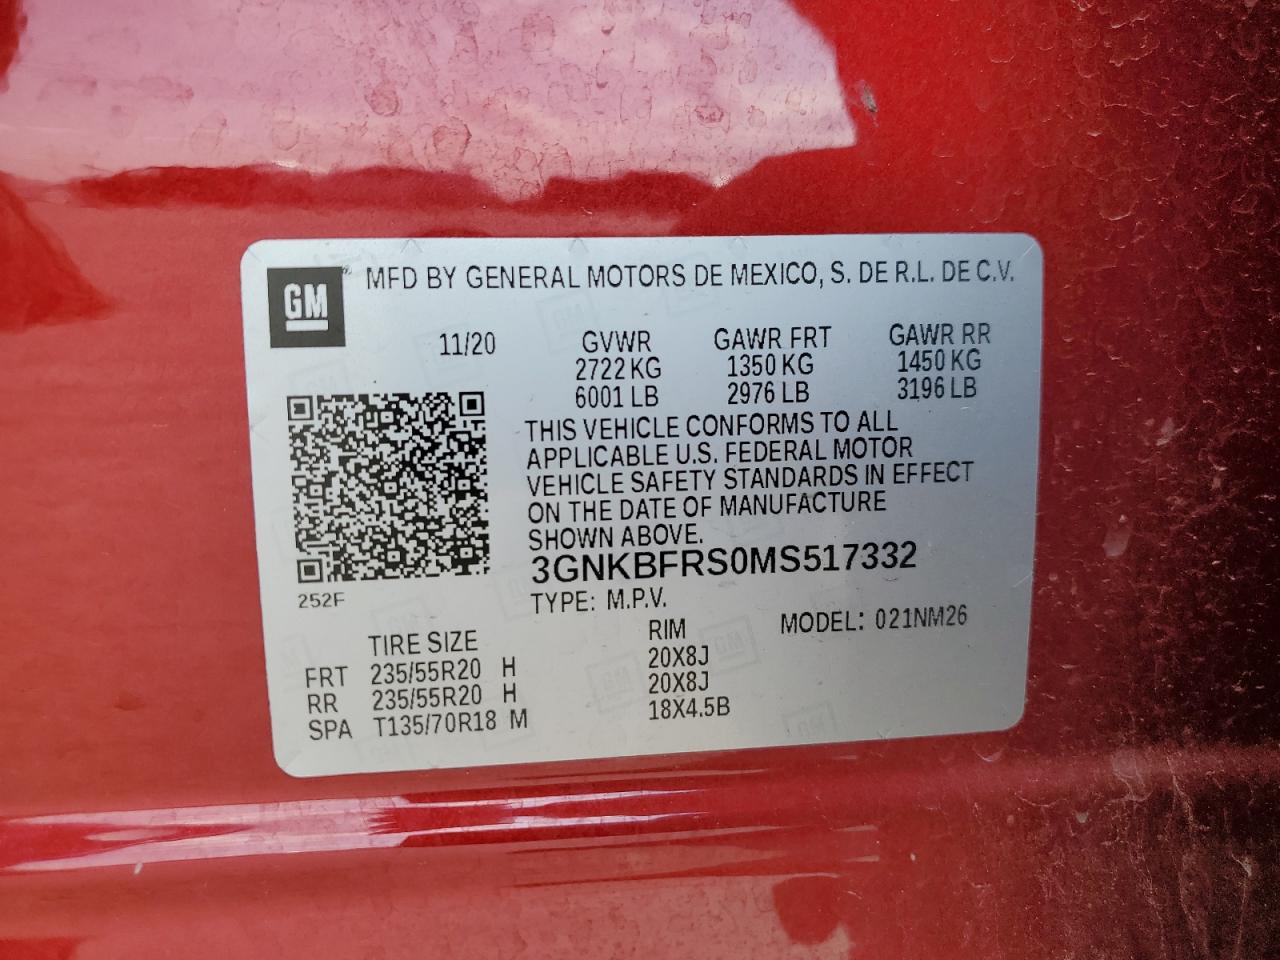 GM ® MFD BY GENERAL MOTORS DE MEXICO, S. DE R.L. DE C.V.
11/20 GVWR GAWR FRT GAWR RR
2722 KG 1350 KG 1450 KG
6001 LB 2976 LB 3196 LB
THIS VEHICLE CONFORMS TO ALL
APPLICABLE U.S. FEDERAL MOTOR
VEHICLE SAFETY STANDARDS IN EFFECT
ON THE DATE OF MANUFACTURE
SHOWN ABOVE.
3GNKBFRS0MS517332
252F
TYPE: M.P.V. MODEL: 021NM26
TIRE SIZE RIM
FRT 235/55R20 H 20X8J
RR 235/55R20 H 20X8J
SPA T135/70R18 M 18X4.5B